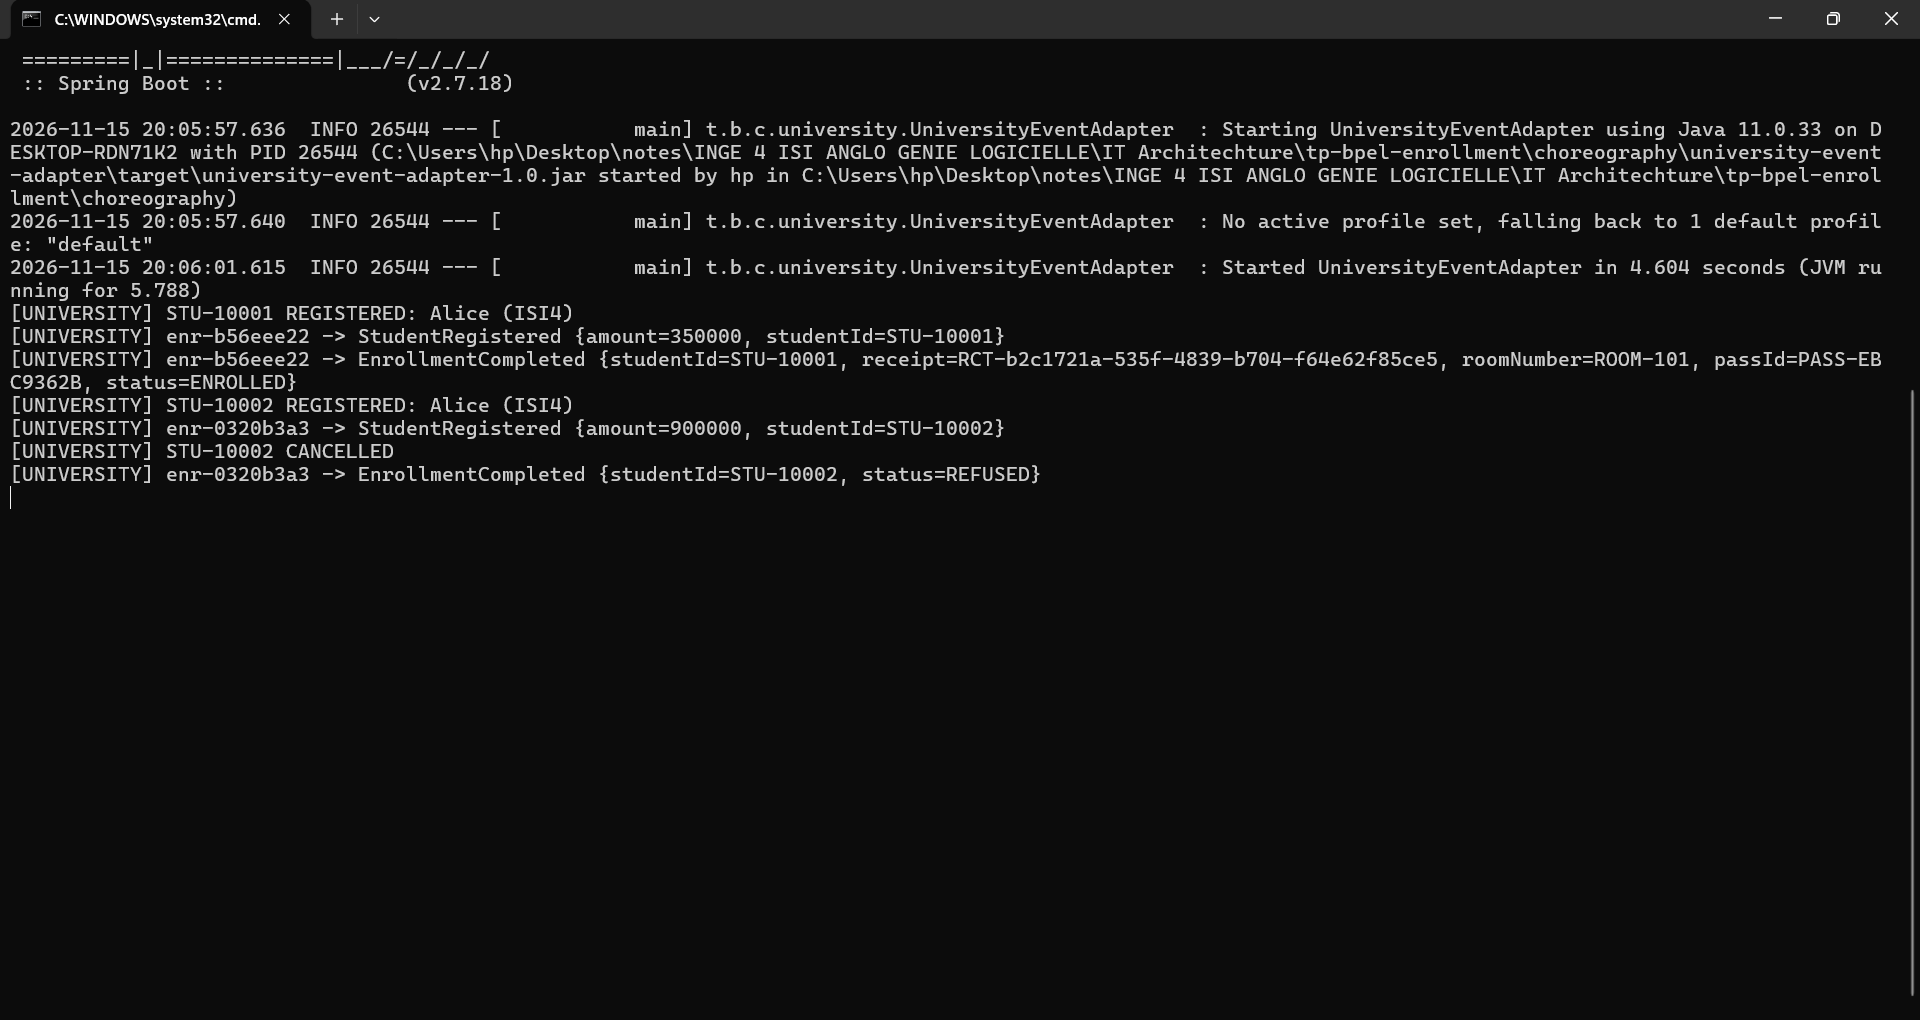 C:\WINDOWS\system32\cmd.
=========|_|==============|___/=/_/_/_/
:: Spring Boot ::               (v2.7.18)
2026-11-15 20:05:57.636  INFO 26544 --- [           main] t.b.c.university.UniversityEventAdapter  : Starting UniversityEventAdapter using Java 11.0.33 on D
ESKTOP-RDN71K2 with PID 26544 (C:\Users\hp\Desktop\notes\INGE 4 ISI ANGLO GENIE LOGICIELLE\IT Architechture\tp-bpel-enrollment\choreography\university-event
-adapter\target\university-event-adapter-1.0.jar started by hp in C:\Users\hp\Desktop\notes\INGE 4 ISI ANGLO GENIE LOGICIELLE\IT Architechture\tp-bpel-enrol
lment\choreography)
2026-11-15 20:05:57.640  INFO 26544 --- [           main] t.b.c.university.UniversityEventAdapter  : No active profile set, falling back to 1 default profil
e: "default"
2026-11-15 20:06:01.615  INFO 26544 --- [           main] t.b.c.university.UniversityEventAdapter  : Started UniversityEventAdapter in 4.604 seconds (JVM ru
nning for 5.788)
[UNIVERSITY] STU-10001 REGISTERED: Alice (ISI4)
[UNIVERSITY] enr-b56eee22 -> StudentRegistered {amount=350000, studentId=STU-10001}
[UNIVERSITY] enr-b56eee22 -> EnrollmentCompleted {studentId=STU-10001, receipt=RCT-b2c1721a-535f-4839-b704-f64e62f85ce5, roomNumber=ROOM-101, passId=PASS-EB
C9362B, status=ENROLLED}
[UNIVERSITY] STU-10002 REGISTERED: Alice (ISI4)
[UNIVERSITY] enr-0320b3a3 -> StudentRegistered {amount=900000, studentId=STU-10002}
[UNIVERSITY] STU-10002 CANCELLED
[UNIVERSITY] enr-0320b3a3 -> EnrollmentCompleted {studentId=STU-10002, status=REFUSED}